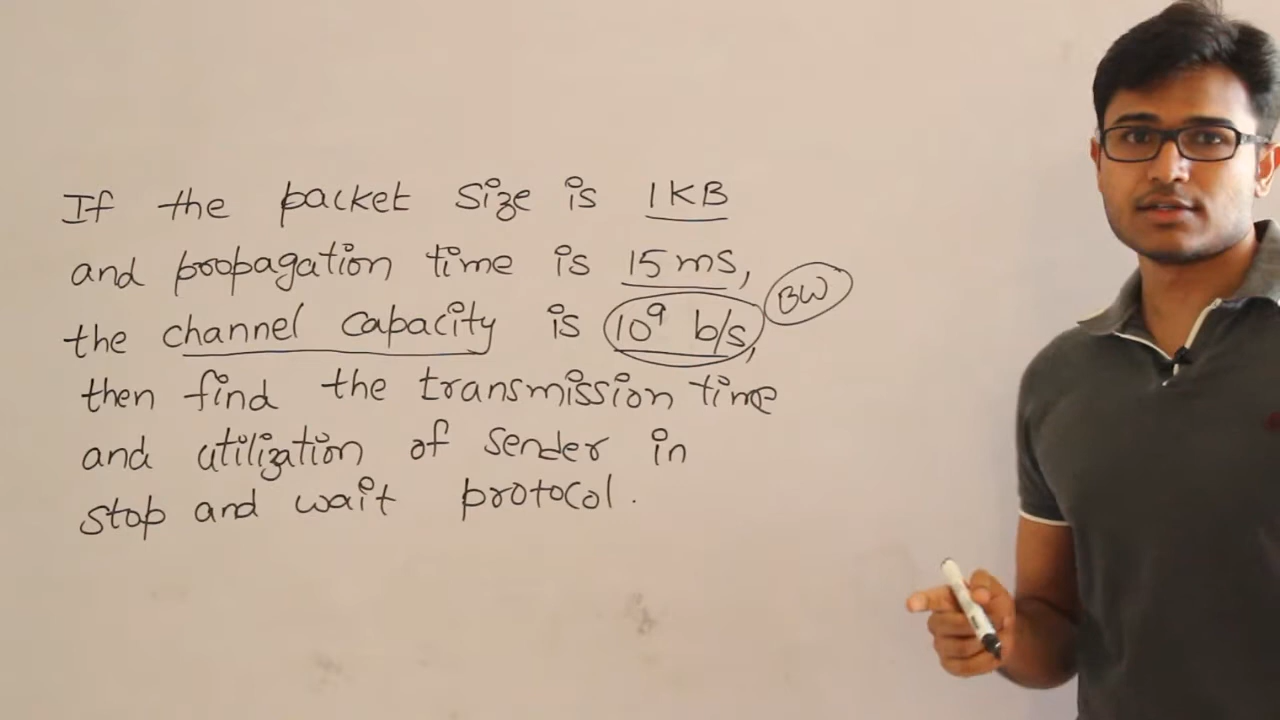 If the packet size is 1KB
and propagation time is 15ms,
the channel capacity is 10⁹ b/s,
BW
then find the transmission time
and utilization of sender in
stop and wait protocol.